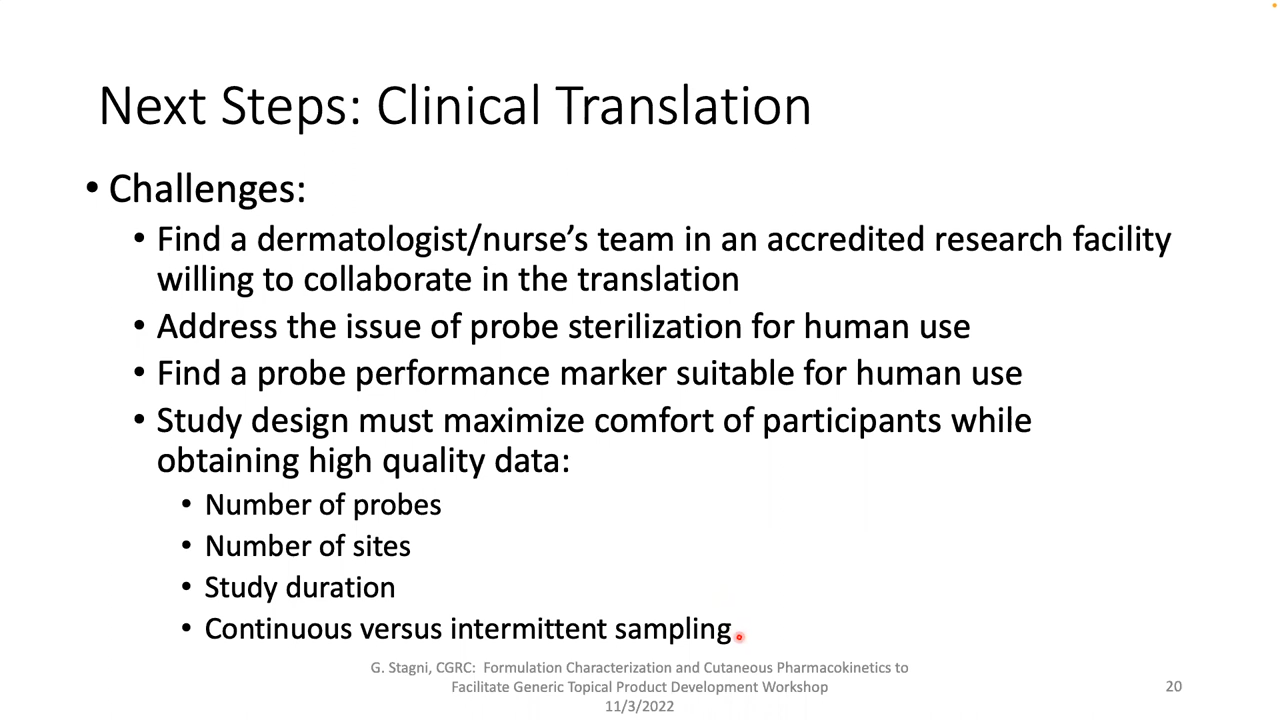 Next Steps: Clinical Translation
• Challenges:
• Find a dermatologist/nurse’s team in an accredited research facility
willing to collaborate in the translation
• Address the issue of probe sterilization for human use
• Find a probe performance marker suitable for human use
• Study design must maximize comfort of participants while
obtaining high quality data:
• Number of probes
• Number of sites
• Study duration
• Continuous versus intermittent sampling
G. Stagni, CGRC: Formulation Characterization and Cutaneous Pharmacokinetics to
Facilitate Generic Topical Product Development Workshop
11/3/2022
20